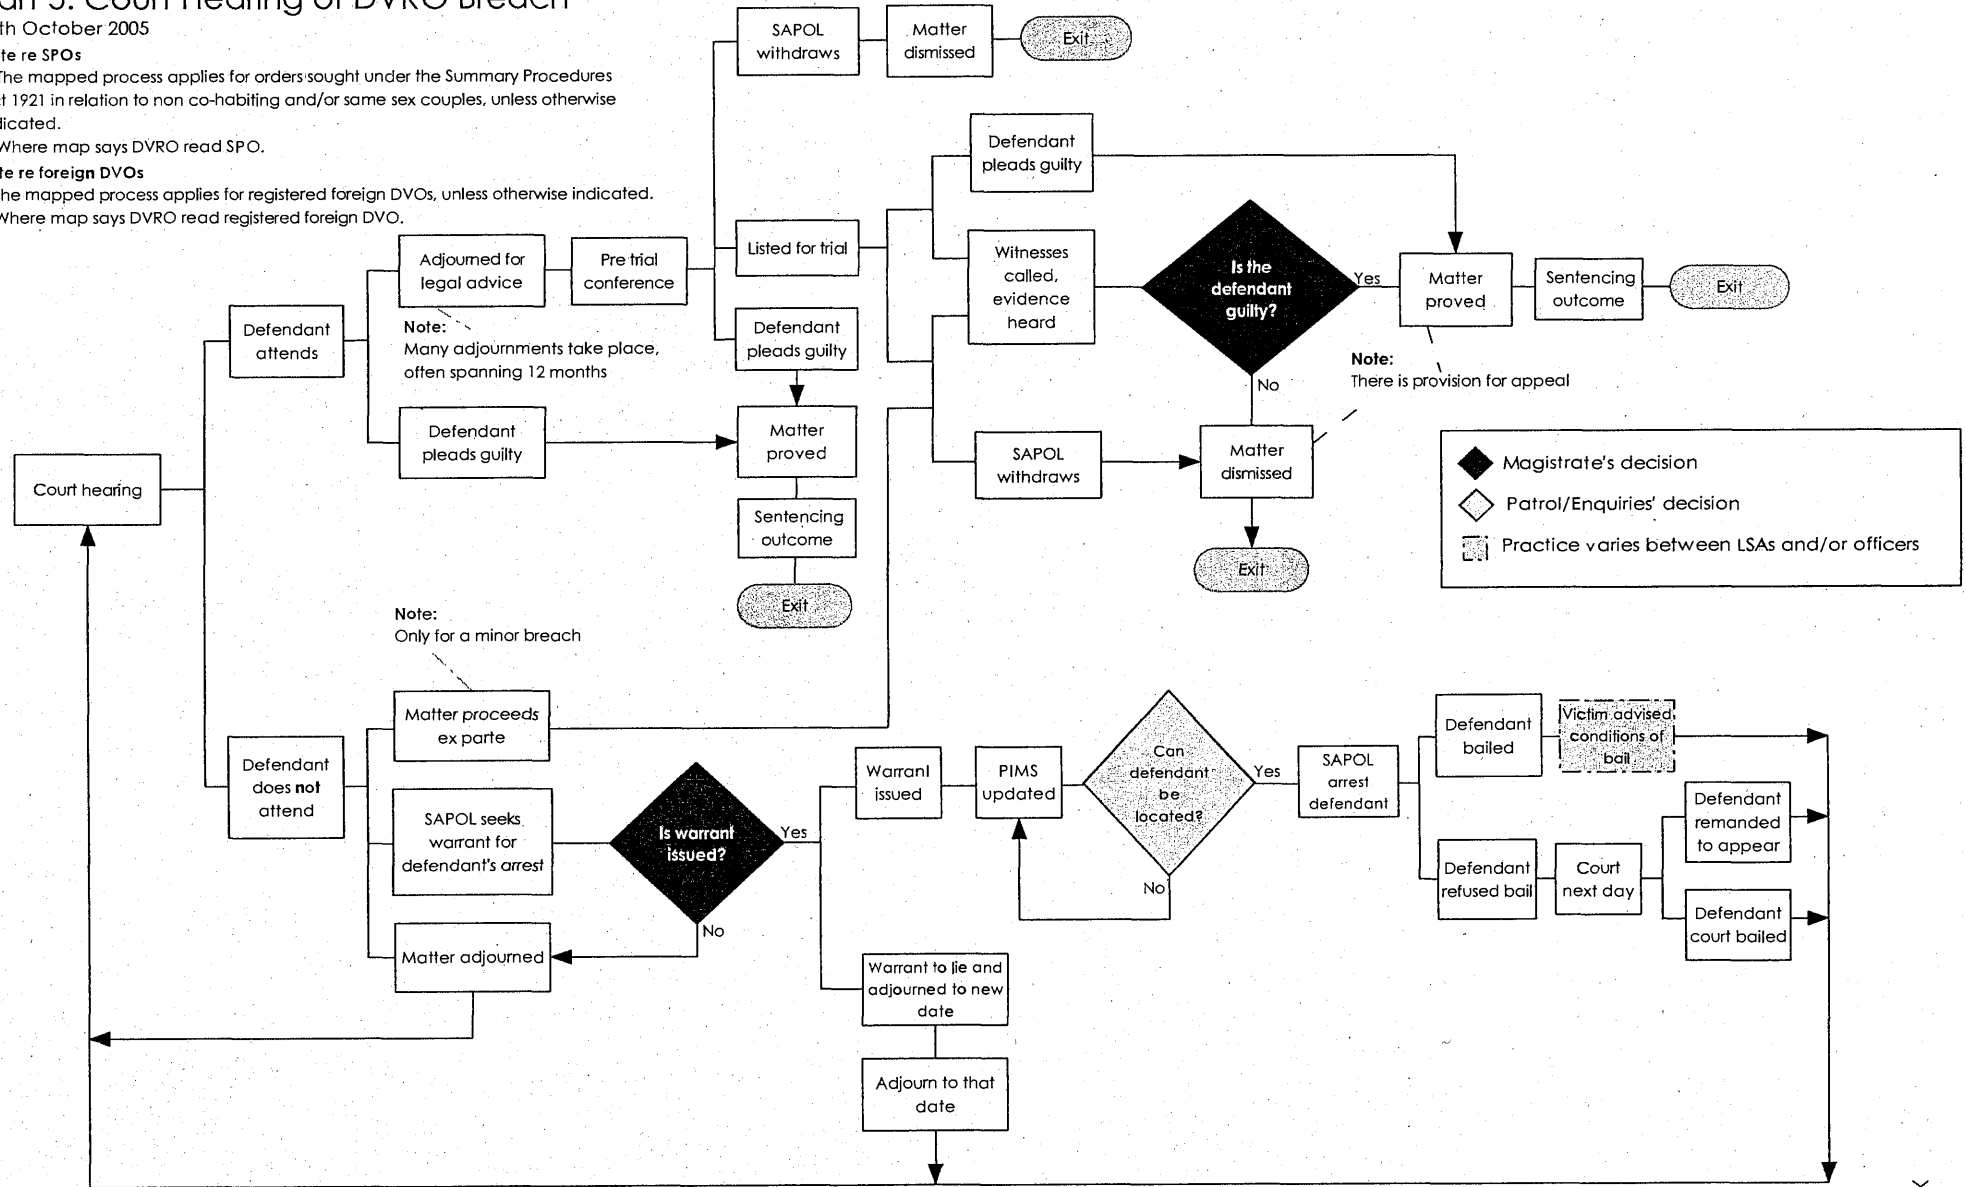 Court Hearing of DVRO Breach
th October 2005
te re SPOs
The mapped process applies for orders sought under the Summary Procedures
t 1921 in relation to non co-habiting and/or same sex couples, unless otherwise
dicated.
Where map says DVRO read SPO.
te re foreign DVOs
he mapped process applies for registered foreign DVOs, unless otherwise indicated.
Where map says DVRO read registered foreign DVO.
SAPOL
withdraws
Matter
dismissed
Exit
Defendant
pleads guilty
Adjourned for
legal advice
Pre trial
conference
Listed for trial
Witnesses
called,
evidence
heard
Is the
defendant
guilty?
Yes
No
Matter
proved
Sentencing
outcome
Exit
Defendant
attends
Note:
Many adjournments take place,
often spanning 12 months
Defendant
pleads guilty
Note:
There is provision for appeal
Defendant
pleads guilty
Matter
proved
SAPOL
withdraws
Matter
dismissed
Exit
Magistrate's decision
Patrol/Enquiries' decision
Practice varies between LSAs and/or officers
Court hearing
Sentencing
outcome
Exit
Note:
Only for a minor breach
Matter proceeds
ex parte
Defendant
does not
attend
SAPOL seeks
warrant for
defendant's arrest
Is warrant
issued?
Yes
No
Matter adjourned
Warrant
issued
PIMS
updated
Can
defendant
be
located?
Yes
No
SAPOL
arrest
defendant
Defendant
bailed
Victim advised
conditions of
bail
Defendant
refused bail
Court
next day
Defendant
remanded
to appear
Defendant
court bailed
Warrant to lie and
adjourned to new
date
Adjourn to that
date